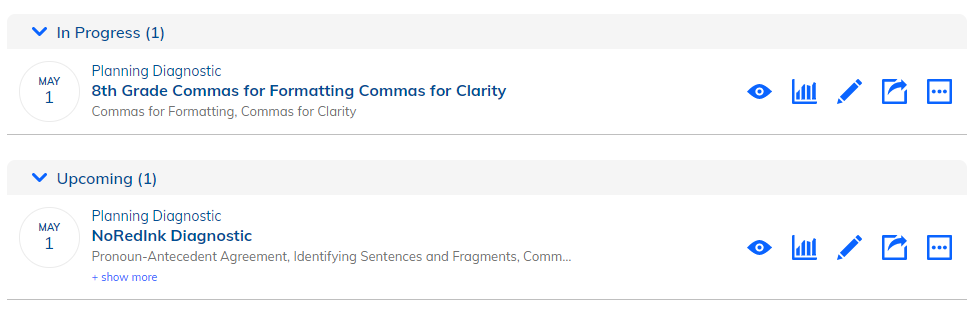 In Progress (1)
MAY
1
Planning Diagnostic
8th Grade Commas for Formatting Commas for Clarity
Commas for Formatting, Commas for Clarity
Upcoming (1)
MAY
1
Planning Diagnostic
NoRedInk Diagnostic
Pronoun-Antecedent Agreement, Identifying Sentences and Fragments, Comm...
+ show more